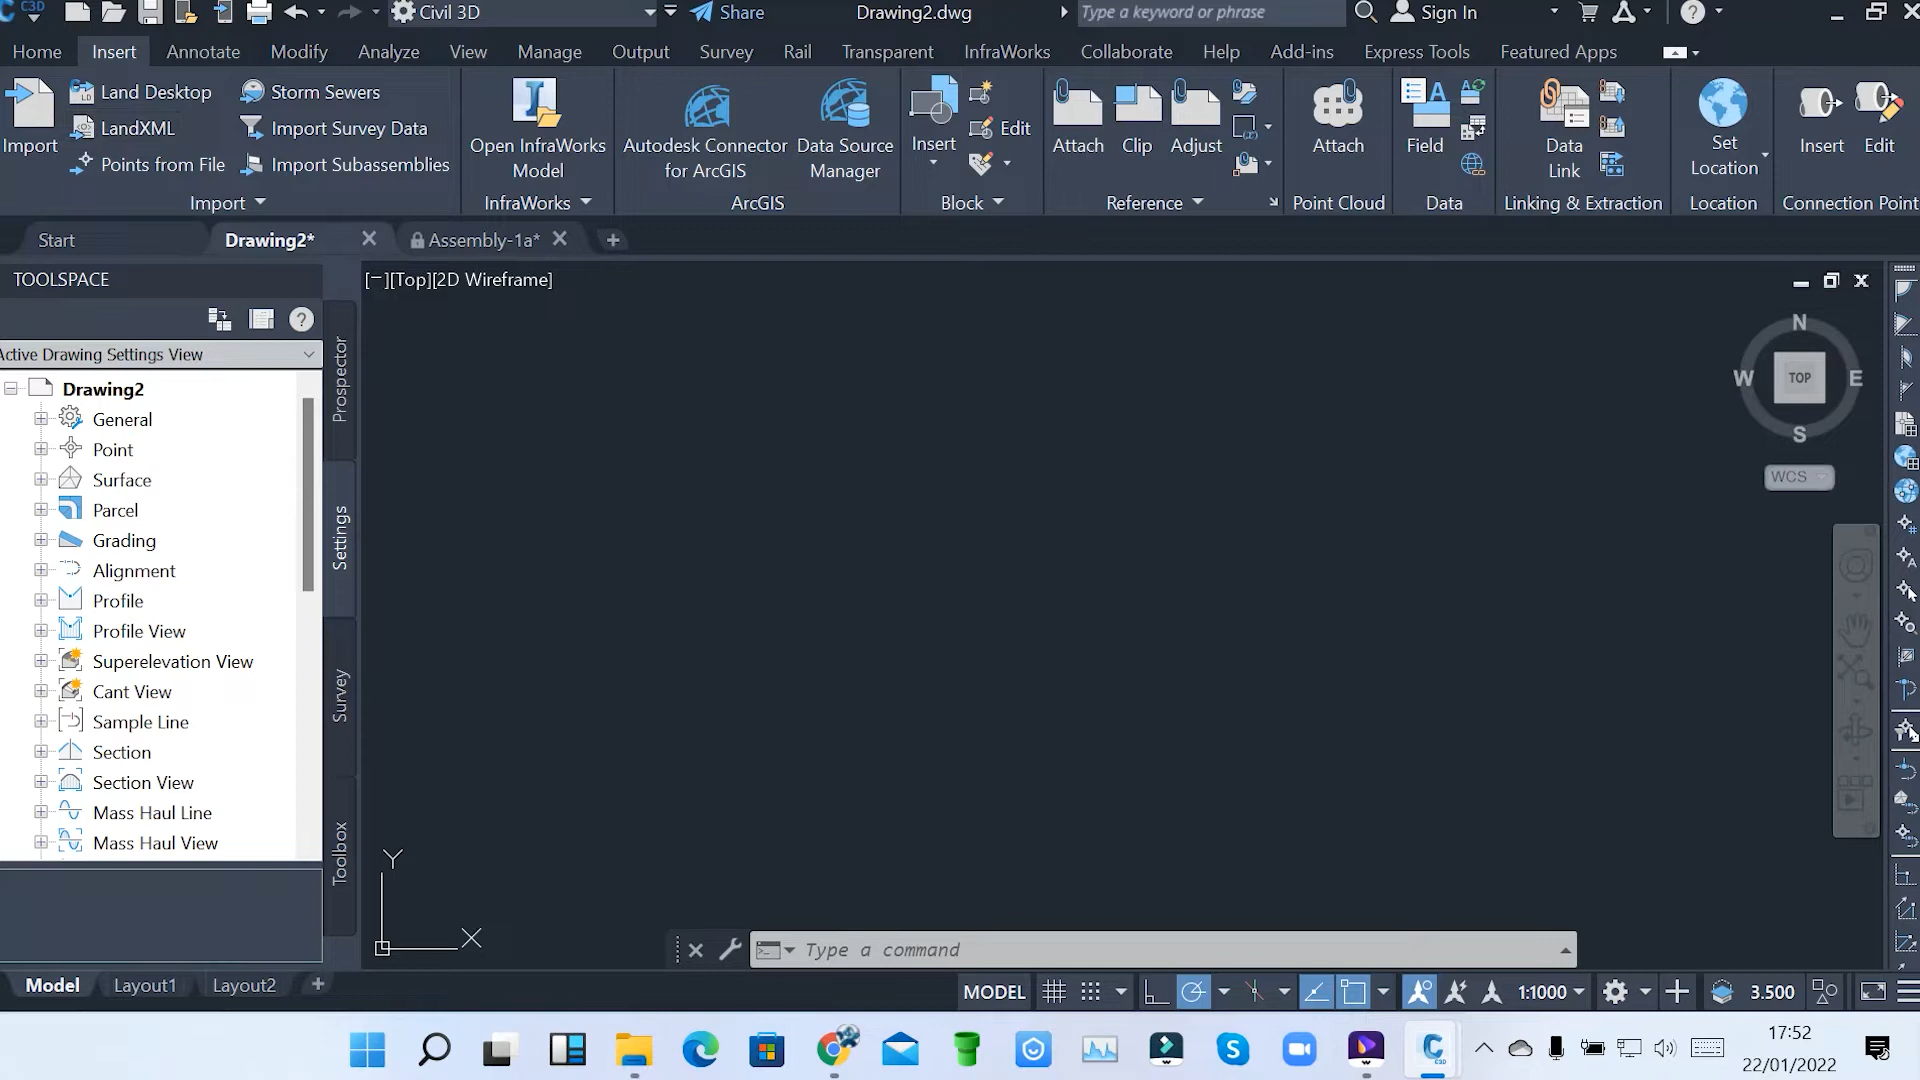 C3D Civil 3D Share Drawing2.dwg Type a keyword or phrase Sign In
Home Insert Annotate Modify Analyze View Manage Output Survey Rail Transparent InfraWorks Collaborate Help Add-ins Express Tools Featured Apps
Import
Land Desktop
LandXML
Points from File
Storm Sewers
Import Survey Data
Import Subassemblies
Open InfraWorks
Model
Autodesk Connector
for ArcGIS
Data Source
Manager
Insert
Edit
Attach
Clip
Adjust
Attach
Field
Data
Link
Set
Location
Insert
Edit
Import InfraWorks ArcGIS Block Reference Point Cloud Data Linking & Extraction Location Connection Point
Start Drawing2* Assembly-1a*
TOOLSPACE
[−][Top][2D Wireframe]
Active Drawing Settings View
Drawing2
General
Point
Surface
Parcel
Grading
Alignment
Profile
Profile View
Superelevation View
Cant View
Sample Line
Section
Section View
Mass Haul Line
Mass Haul View
Prospector
Settings
Survey
Toolbox
N
W TOP E
S
WCS
Y
X
Type a command
Model Layout1 Layout2
MODEL 1:1000 3.500
17:52
22/01/2022